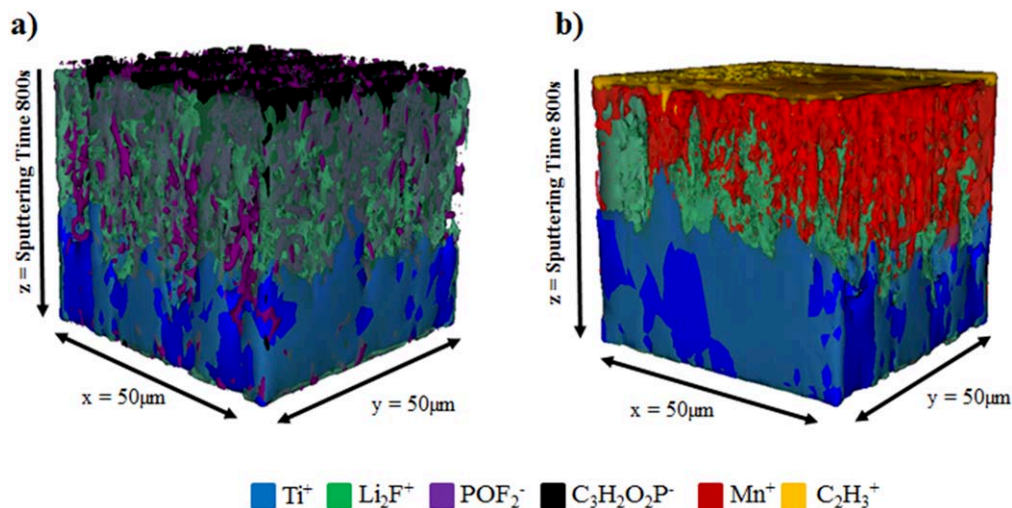 a)
b)
z = Sputtering Time 800s
z = Sputtering Time 800s
x = 50μm
y = 50μm
x = 50μm
y = 50μm
Ti⁺ Li₂F⁺ POF₂⁻ C₃H₂O₂P⁻ Mn⁺ C₂H₃⁺